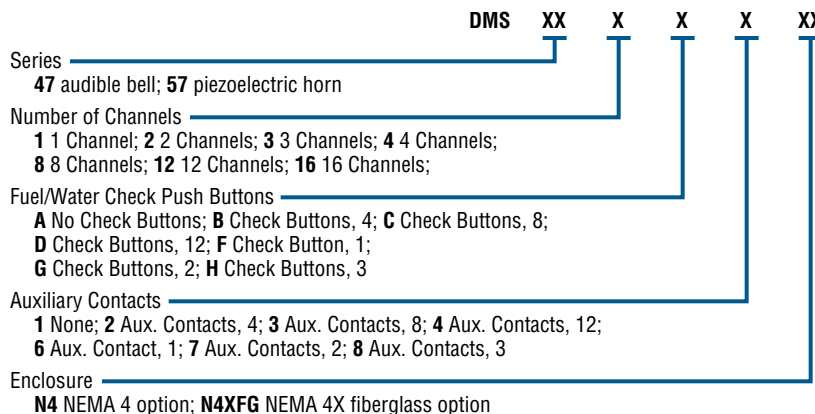 DMS XX X X X XX
Series
47 audible bell; 57 piezoelectric horn
Number of Channels
1 1 Channel; 2 2 Channels; 3 3 Channels; 4 4 Channels;
8 8 Channels; 12 12 Channels; 16 16 Channels;
Fuel/Water Check Push Buttons
A No Check Buttons; B Check Buttons, 4; C Check Buttons, 8;
D Check Buttons, 12; F Check Button, 1;
G Check Buttons, 2; H Check Buttons, 3
Auxiliary Contacts
1 None; 2 Aux. Contacts, 4; 3 Aux. Contacts, 8; 4 Aux. Contacts, 12;
6 Aux. Contact, 1; 7 Aux. Contacts, 2; 8 Aux. Contacts, 3
Enclosure
N4 NEMA 4 option; N4XFG NEMA 4X fiberglass option